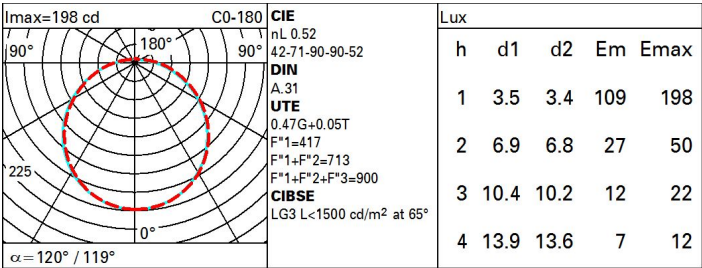 Imax=198 cd C0-180
90° 180° 90°
225
0°
α=120° / 119°
CIE
nL 0.52
42-71-90-90-52
DIN
A.31
UTE
0.47G+0.05T
F"1=417
F"1+F"2=713
F"1+F"2+F"3=900
CIBSE
LG3 L<1500 cd/m² at 65°
Lux
h d1 d2 Em Emax
1 3.5 3.4 109 198
2 6.9 6.8 27 50
3 10.4 10.2 12 22
4 13.9 13.6 7 12